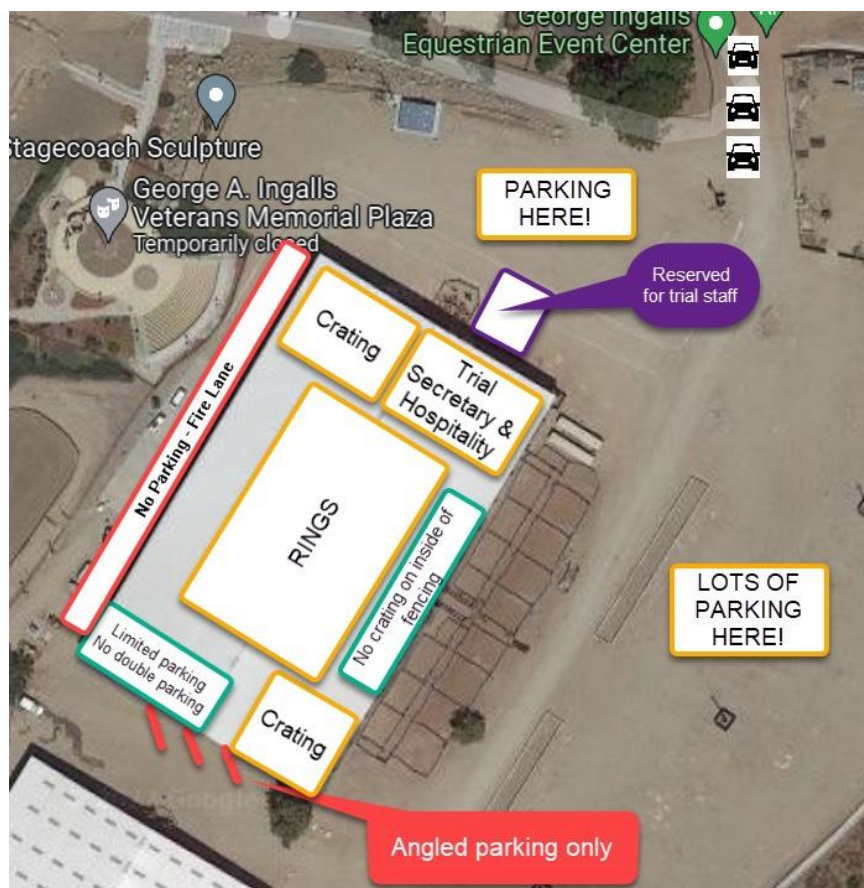 George Ingalls
Equestrian Event Center
Stagecoach Sculpture
George A. Ingalls
Veterans Memorial Plaza
Temporarily closed
PARKING
HERE!
Reserved
for trial staff
Crating
Trial
Secretary &
Hospitality
No Parking - Fire Lane
RINGS
No crating on inside of
fencing
LOTS OF
PARKING
HERE!
Limited parking
No double parking
Crating
Angled parking only
Google